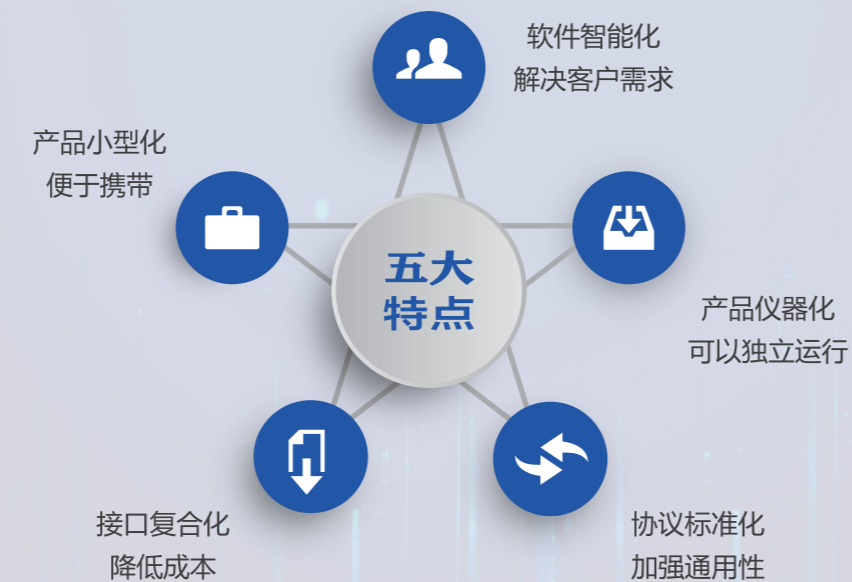 软件智能化
解决客户需求
产品小型化
便于携带
五大
特点
产品仪器化
可以独立运行
接口复合化
降低成本
协议标准化
加强通用性